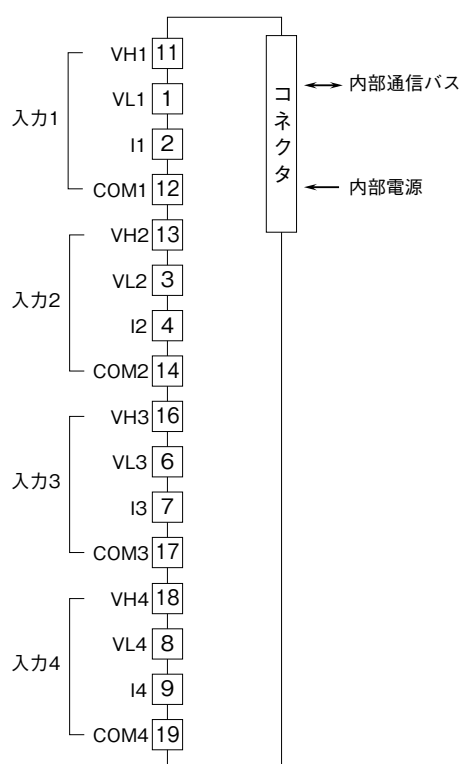 入力1
VH1 11
VL1 1
I1 2
COM1 12
入力2
VH2 13
VL2 3
I2 4
COM2 14
入力3
VH3 16
VL3 6
I3 7
COM3 17
入力4
VH4 18
VL4 8
I4 9
COM4 19
コネクタ
内部通信バス
内部電源